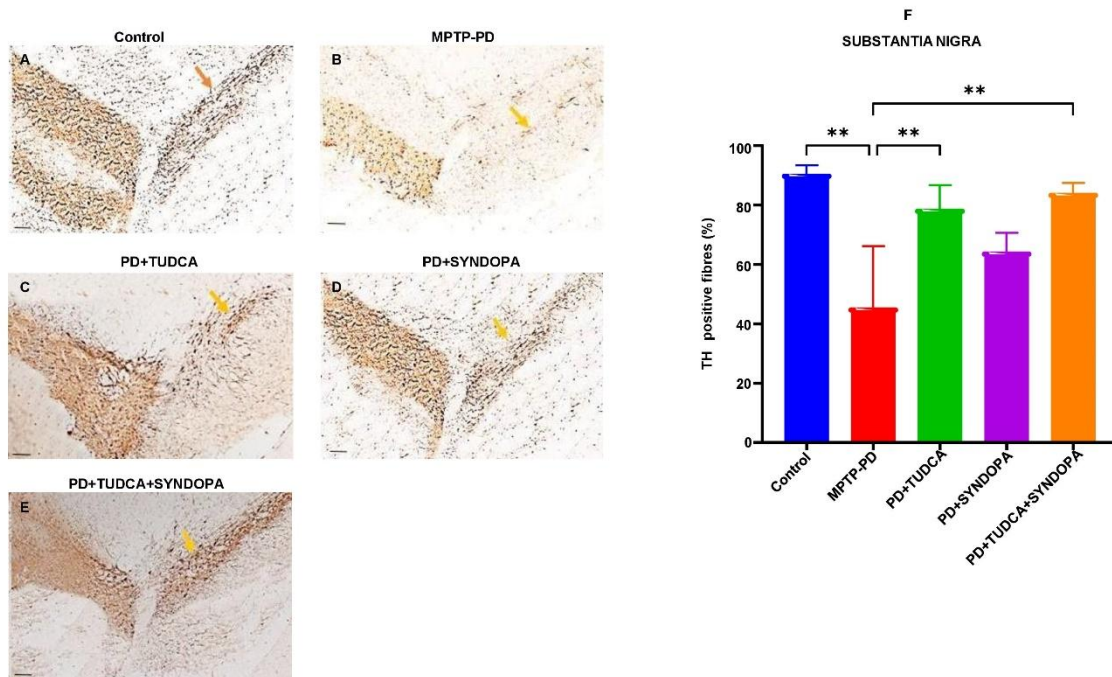 Control
A
MPTP-PD
B
PD+TUDCA
C
PD+SYNDOPA
D
PD+TUDCA+SYNDOPA
E
F
SUBSTANTIA NIGRA
**
** **
TH positive fibres (%)
100
80
60
40
20
0
Control
MPTP-PD
PD+TUDCA
PD+SYNDOPA
PD+TUDCA+SYNDOPA